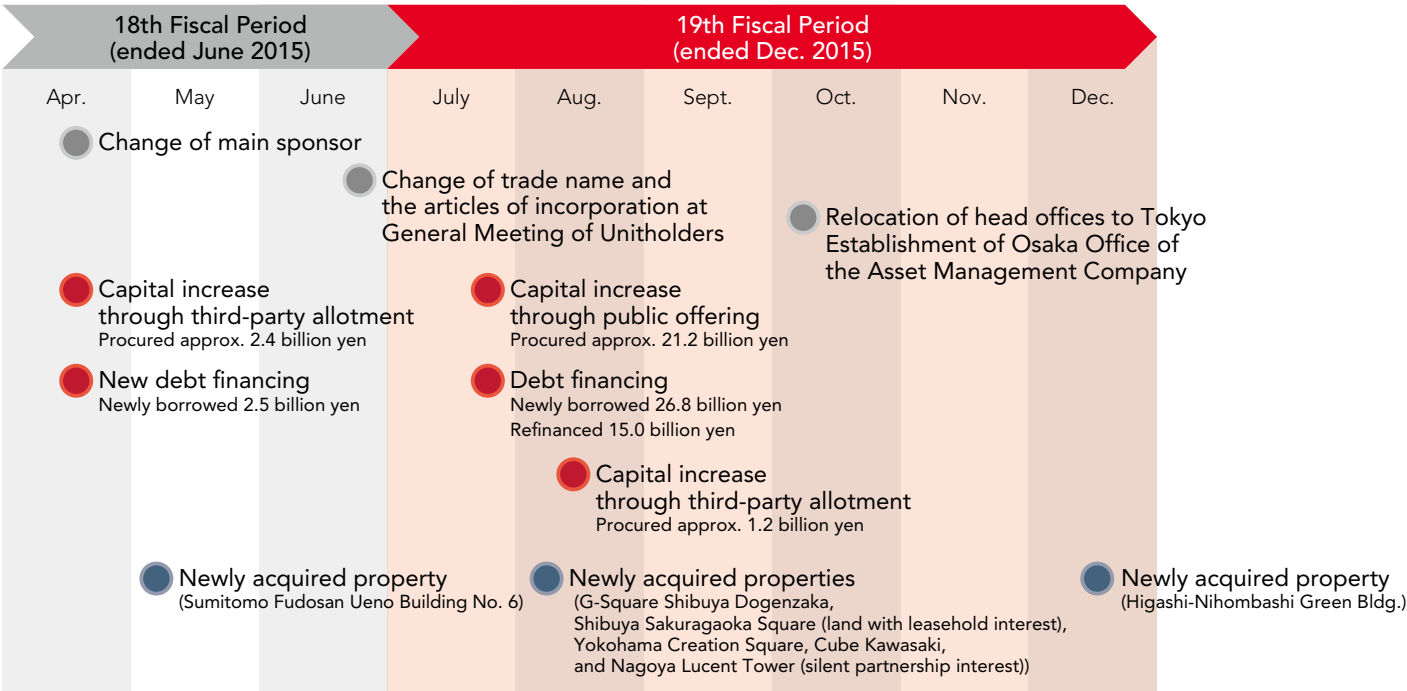 18th Fiscal Period
(ended June 2015)
19th Fiscal Period
(ended Dec. 2015)
Apr.
May
June
July
Aug.
Sept.
Oct.
Nov.
Dec.
Change of main sponsor
Change of trade name and
the articles of incorporation at
General Meeting of Unitholders
Relocation of head offices to Tokyo
Establishment of Osaka Office of
the Asset Management Company
Capital increase
through third-party allotment
Procured approx. 2.4 billion yen
Capital increase
through public offering
Procured approx. 21.2 billion yen
New debt financing
Newly borrowed 2.5 billion yen
Debt financing
Newly borrowed 26.8 billion yen
Refinanced 15.0 billion yen
Capital increase
through third-party allotment
Procured approx. 1.2 billion yen
Newly acquired property
(Sumitomo Fudosan Ueno Building No. 6)
Newly acquired properties
(G-Square Shibuya Dogenzaka,
Shibuya Sakuragaoka Square (land with leasehold interest),
Yokohama Creation Square, Cube Kawasaki,
and Nagoya Lucent Tower (silent partnership interest))
Newly acquired property
(Higashi-Nihombashi Green Bldg.)